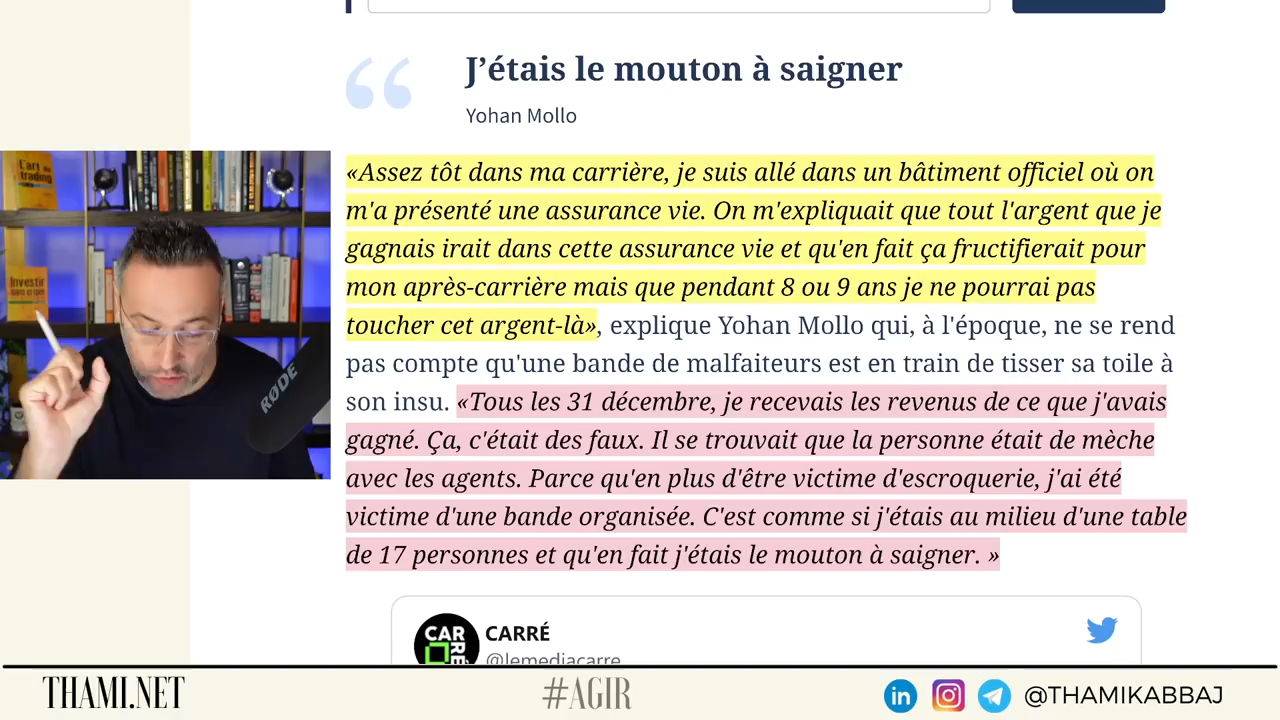 J’étais le mouton à saigner
Yohan Mollo
«Assez tôt dans ma carrière, je suis allé dans un bâtiment officiel où on
m'a présenté une assurance vie. On m'expliquait que tout l'argent que je
gagnais irait dans cette assurance vie et qu'en fait ça fructifierait pour
mon après-carrière mais que pendant 8 ou 9 ans je ne pourrai pas
toucher cet argent-là», explique Yohan Mollo qui, à l'époque, ne se rend
pas compte qu'une bande de malfaiteurs est en train de tisser sa toile à
son insu. «Tous les 31 décembre, je recevais les revenus de ce que j'avais
gagné. Ça, c'était des faux. Il se trouvait que la personne était de mèche
avec les agents. Parce qu'en plus d'être victime d'escroquerie, j'ai été
victime d'une bande organisée. C'est comme si j'étais au milieu d'une table
de 17 personnes et qu'en fait j'étais le mouton à saigner. »
L'art du
trading
Investir
RØDE
CARRÉ
@lemediacarre
THAMI.NET
#AGIR
in
@THAMIKABBAJ